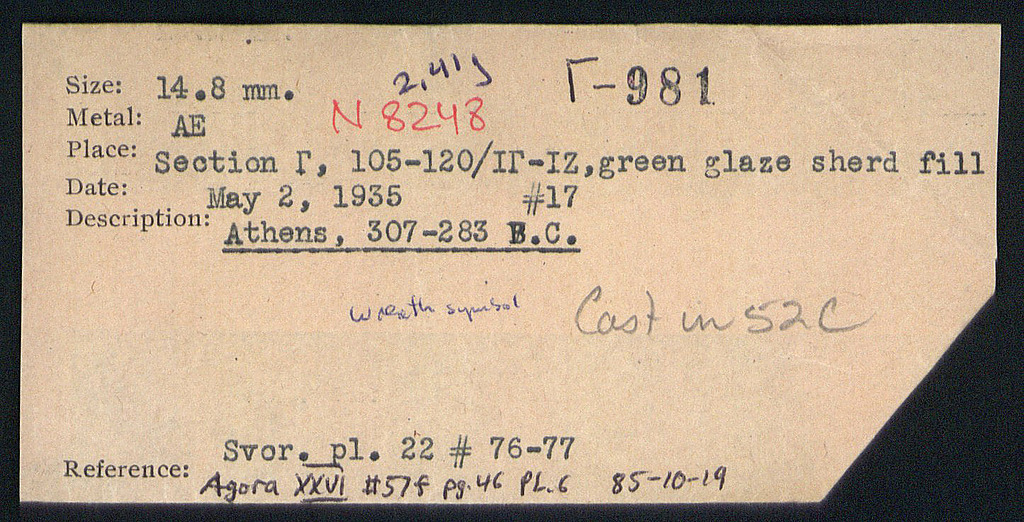 Size: 14.8 mm. 2,41g Γ-981
Metal: AE N 8248
Place: Section Γ, 105-120/ΙΓ-ΙΖ,green glaze sherd fill
Date: May 2, 1935 #17
Description: Athens, 307-283 B.C.
wreath symbol Cast in 52C
Svor. pl. 22 # 76-77
Reference: Agora XXVI #57f pg.46 PL.6 85-10-19